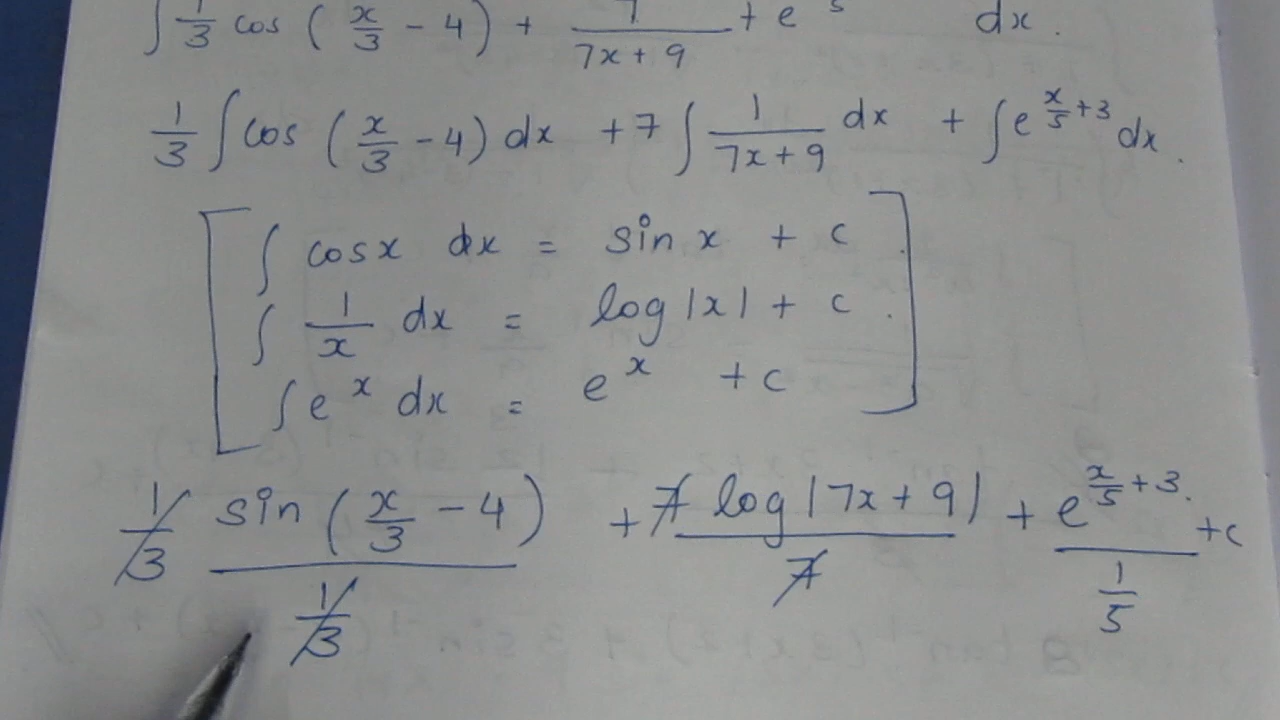 ∫ 1/3 cos ( x/3 - 4) + 7/(7x + 9) + e 5 dx.
1/3 ∫ cos ( x/3 - 4) dx + 7 ∫ 1/(7x + 9) dx + ∫ e^(x/5 + 3) dx.
∫ cosx dx = sin x + c.
∫ 1/x dx = log |x| + c.
∫ e^x dx = e^x + c
1/3 sin ( x/3 - 4) / (1/3) + 7 log |7x + 9| / 7 + e^(x/5 + 3). / (1/5) + c